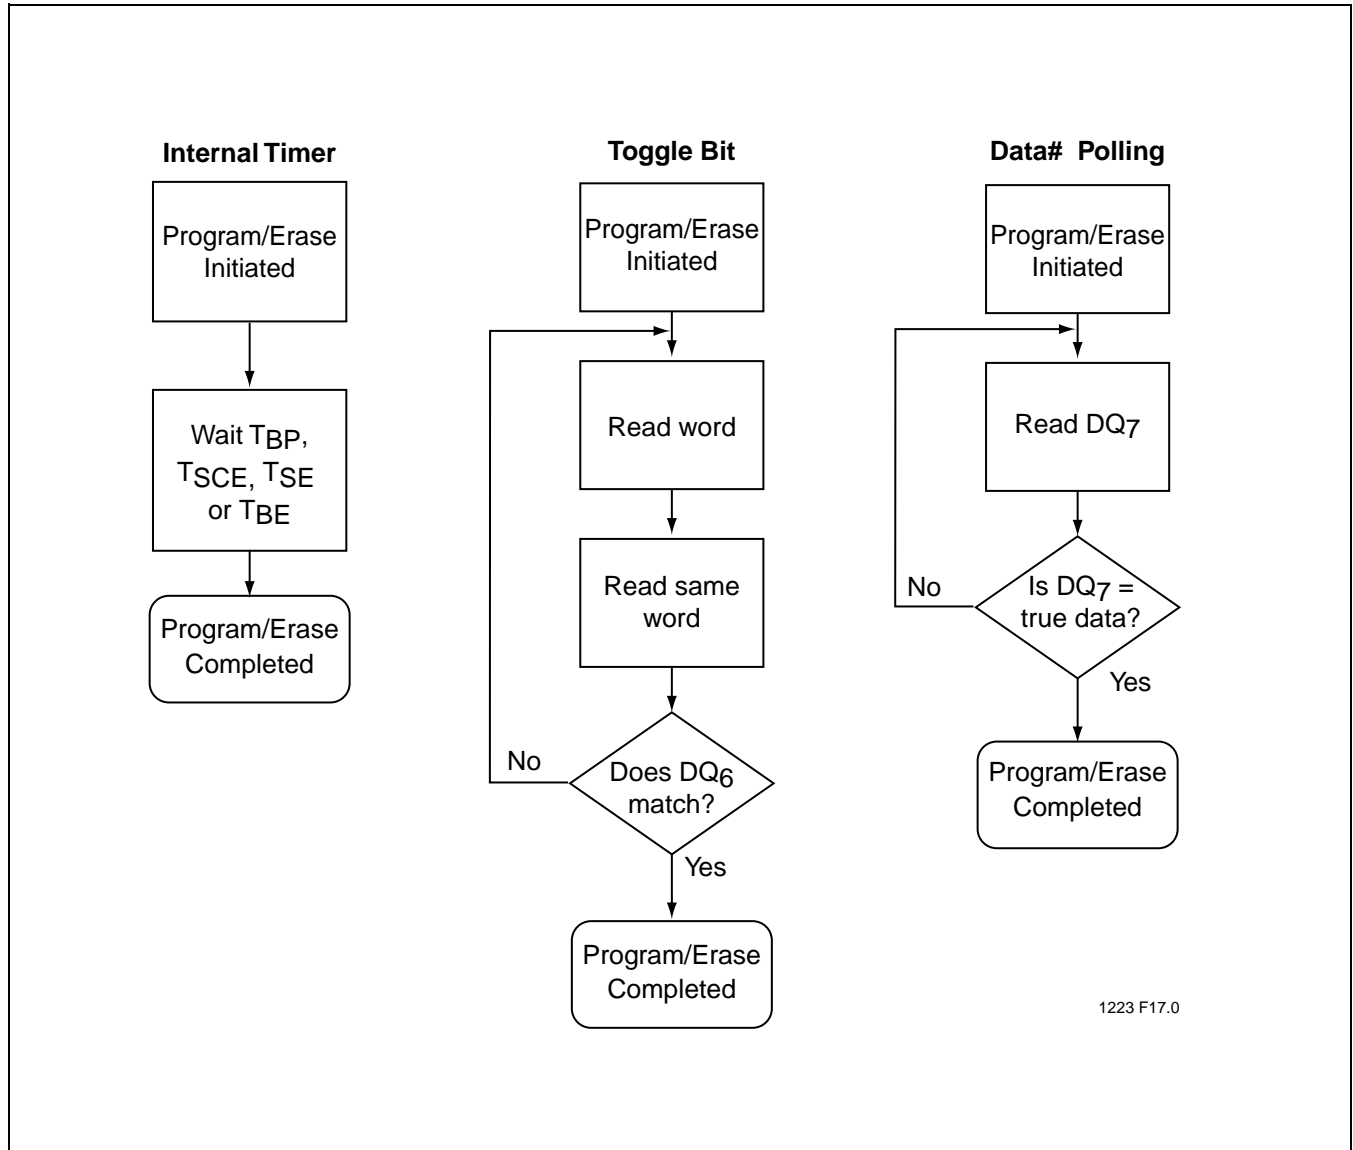 Internal Timer
Program/Erase
Initiated
Wait TBP,
TSCE, TSE
or TBE
Program/Erase
Completed
Toggle Bit
Program/Erase
Initiated
Read word
Read same
word
Does DQ6
match?
No
Yes
Program/Erase
Completed
Data# Polling
Program/Erase
Initiated
Read DQ7
Is DQ7 =
true data?
No
Yes
Program/Erase
Completed
1223 F17.0